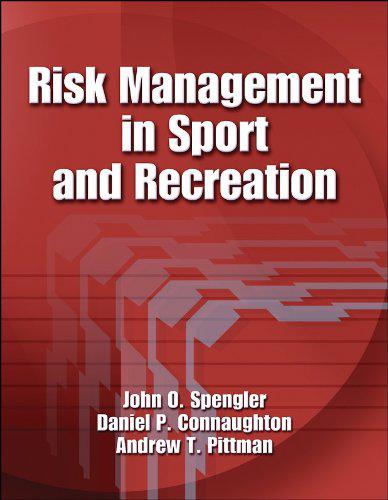 Risk Management
in Sport
and Recreation
John O. Spengler
Daniel P. Connaughton
Andrew T. Pittman